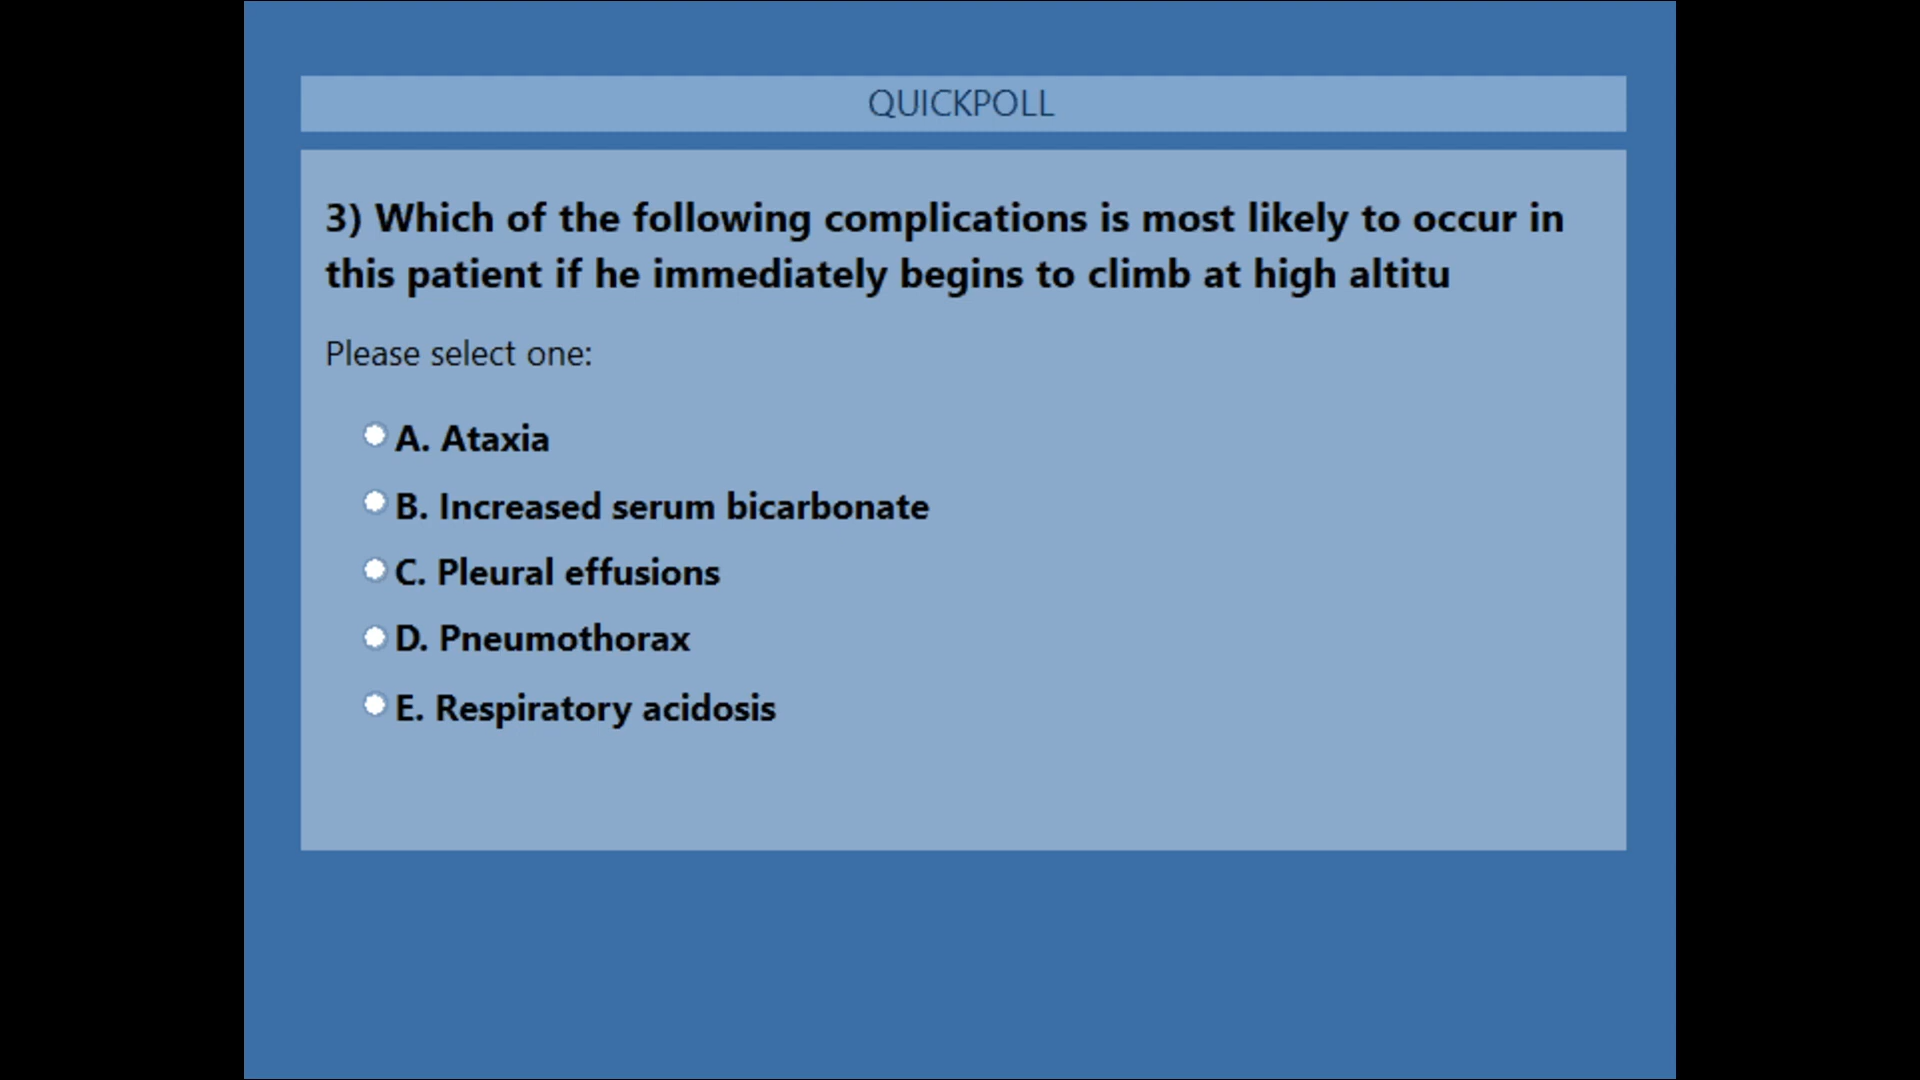 QUICKPOLL
3) Which of the following complications is most likely to occur in
this patient if he immediately begins to climb at high altitu
Please select one:
A. Ataxia
B. Increased serum bicarbonate
C. Pleural effusions
D. Pneumothorax
E. Respiratory acidosis